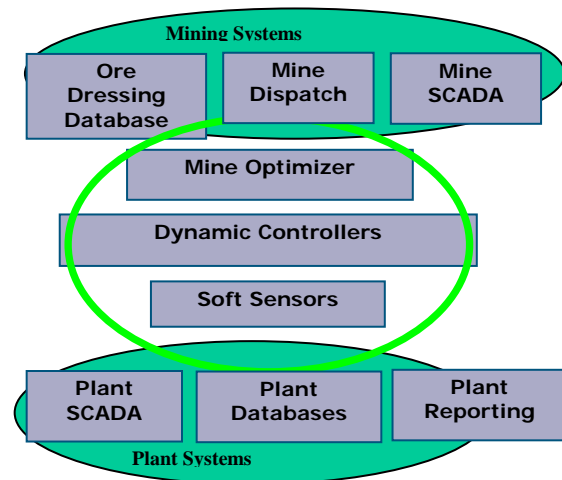 Mining Systems
Ore
Dressing
Database
Mine
Dispatch
Mine
SCADA
Mine Optimizer
Dynamic Controllers
Soft Sensors
Plant
SCADA
Plant
Databases
Plant
Reporting
Plant Systems